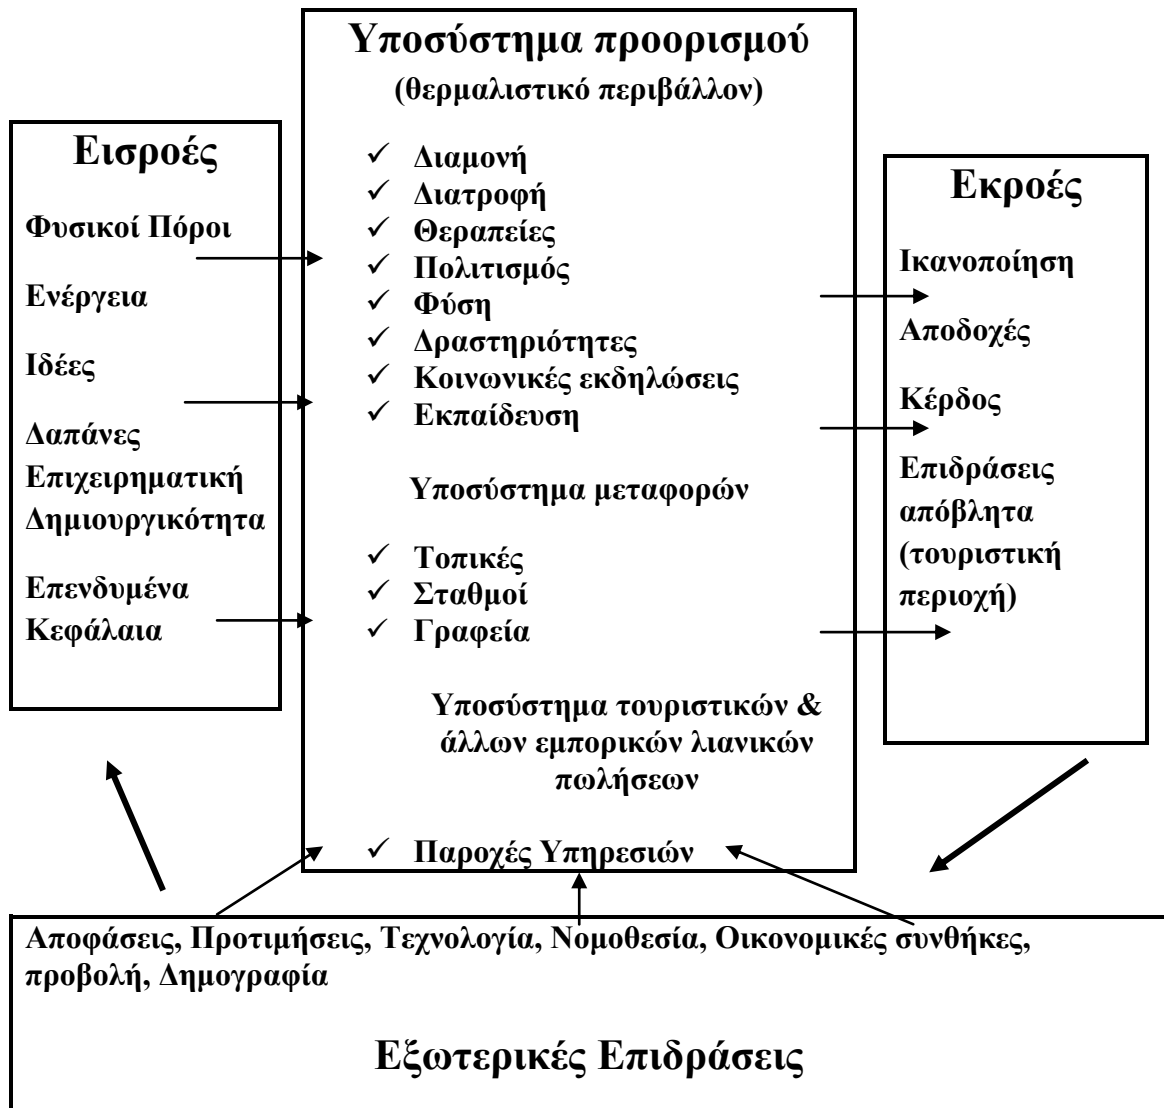 Υποσύστημα προορισμού
(θερμαλιστικό περιβάλλον)
✓ Διαμονή
✓ Διατροφή
✓ Θεραπείες
✓ Πολιτισμός
✓ Φύση
✓ Δραστηριότητες
✓ Κοινωνικές εκδηλώσεις
✓ Εκπαίδευση
Υποσύστημα μεταφορών
✓ Τοπικές
✓ Σταθμοί
✓ Γραφεία
Υποσύστημα τουριστικών &
άλλων εμπορικών λιανικών
πωλήσεων
✓ Παροχές Υπηρεσιών
Εισροές
Φυσικοί Πόροι
Ενέργεια
Ιδέες
Δαπάνες
Επιχειρηματική
Δημιουργικότητα
Επενδυμένα
Κεφάλαια
Εκροές
Ικανοποίηση
Αποδοχές
Κέρδος
Επιδράσεις
απόβλητα
(τουριστική
περιοχή)
Αποφάσεις, Προτιμήσεις, Τεχνολογία, Νομοθεσία, Οικονομικές συνθήκες,
προβολή, Δημογραφία
Εξωτερικές Επιδράσεις